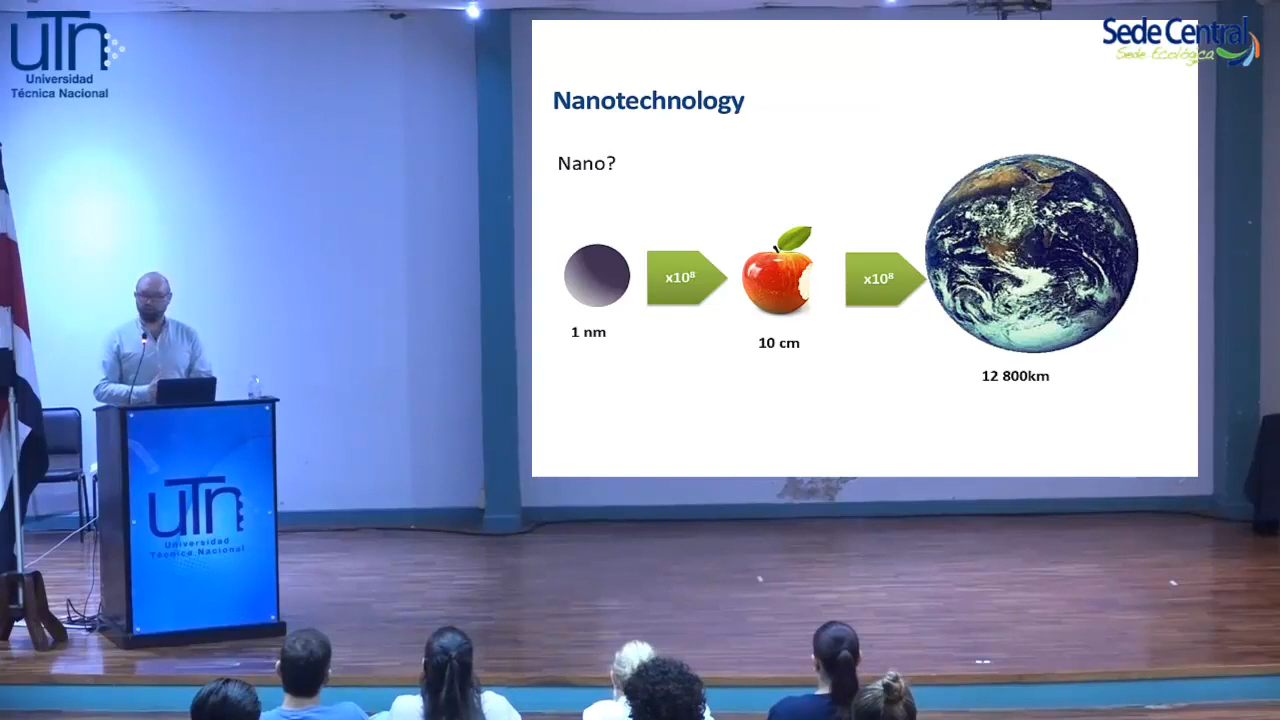 uTn
Universidad
Técnica Nacional
Sede Central
Sede Ecológica
Nanotechnology
Nano?
x10⁸
x10⁸
1 nm
10 cm
12 800km
uTn
Universidad
Técnica Nacional